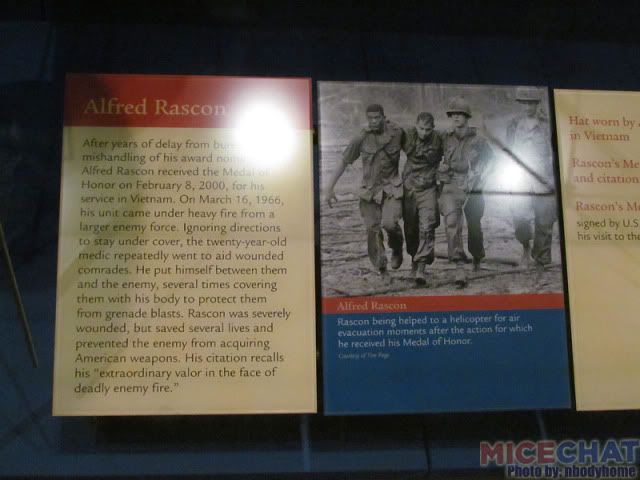 Alfred Rascon
After years of delay from
mishandling of his award
Alfred Rascon received the Medal of
Honor on February 8, 2000, for his
service in Vietnam. On March 16, 1966,
his unit came under heavy fire from a
larger enemy force. Ignoring directions
to stay under cover, the twenty-year-old
medic repeatedly went to aid wounded
comrades. He put himself between them
and the enemy, several times covering
them with his body to protect them
from grenade blasts. Rascon was severely
wounded, but saved several lives and
prevented the enemy from acquiring
American weapons. His citation recalls
his “extraordinary valor in the face of
deadly enemy fire.”
Alfred Rascon
Rascon being helped to a helicopter for air
evacuation moments after the action for which
he received his Medal of Honor.
Courtesy of Tim Page
Hat worn by
in Vietnam
Rascon's
and citation
Rascon's
signed by U.S.
his visit to the
MICECHAT
Photo by: nbodyhome